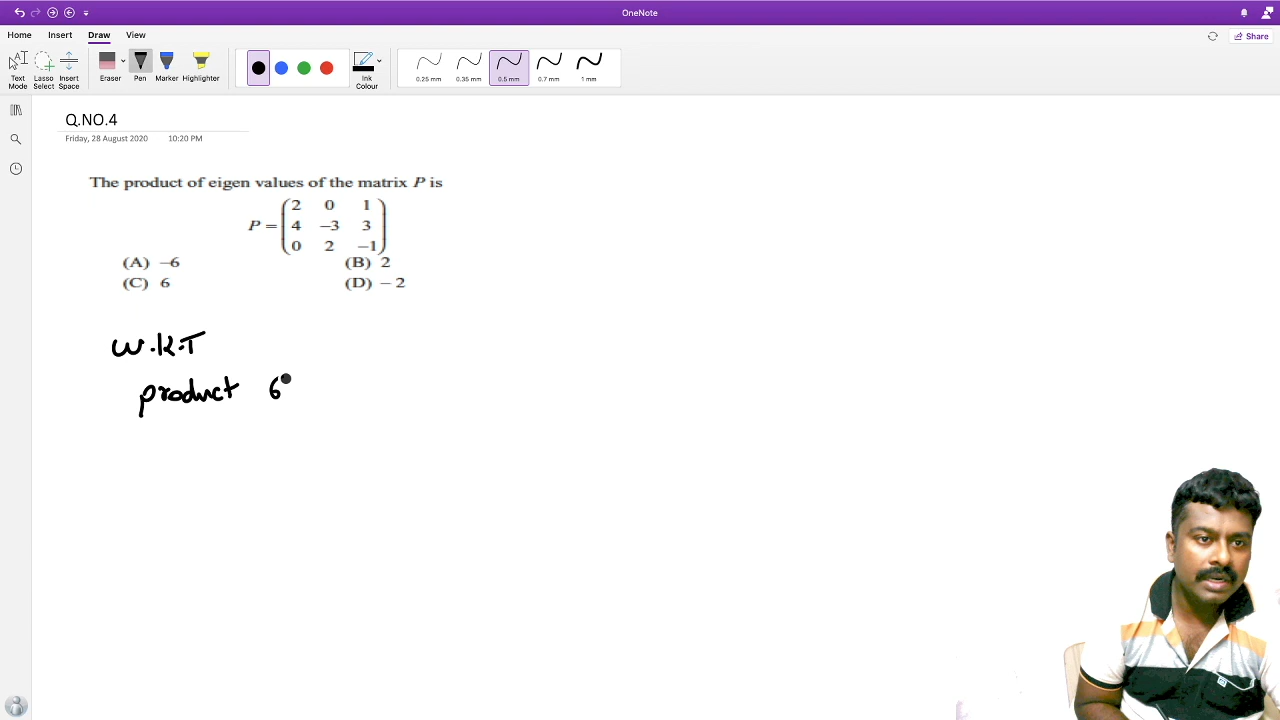 OneNote
Home Insert Draw View
Share
Text Mode Lasso Select Insert Space Eraser Pen Marker Highlighter Ink Colour 0.25 mm 0.35 mm 0.5 mm 0.7 mm 1 mm
Q.NO.4
Friday, 28 August 2020 10:20 PM
The product of eigen values of the matrix P is
2 0 1
P = 4 –3 3
0 2 –1
(A) –6 (B) 2
(C) 6 (D) – 2
W.K.T
product